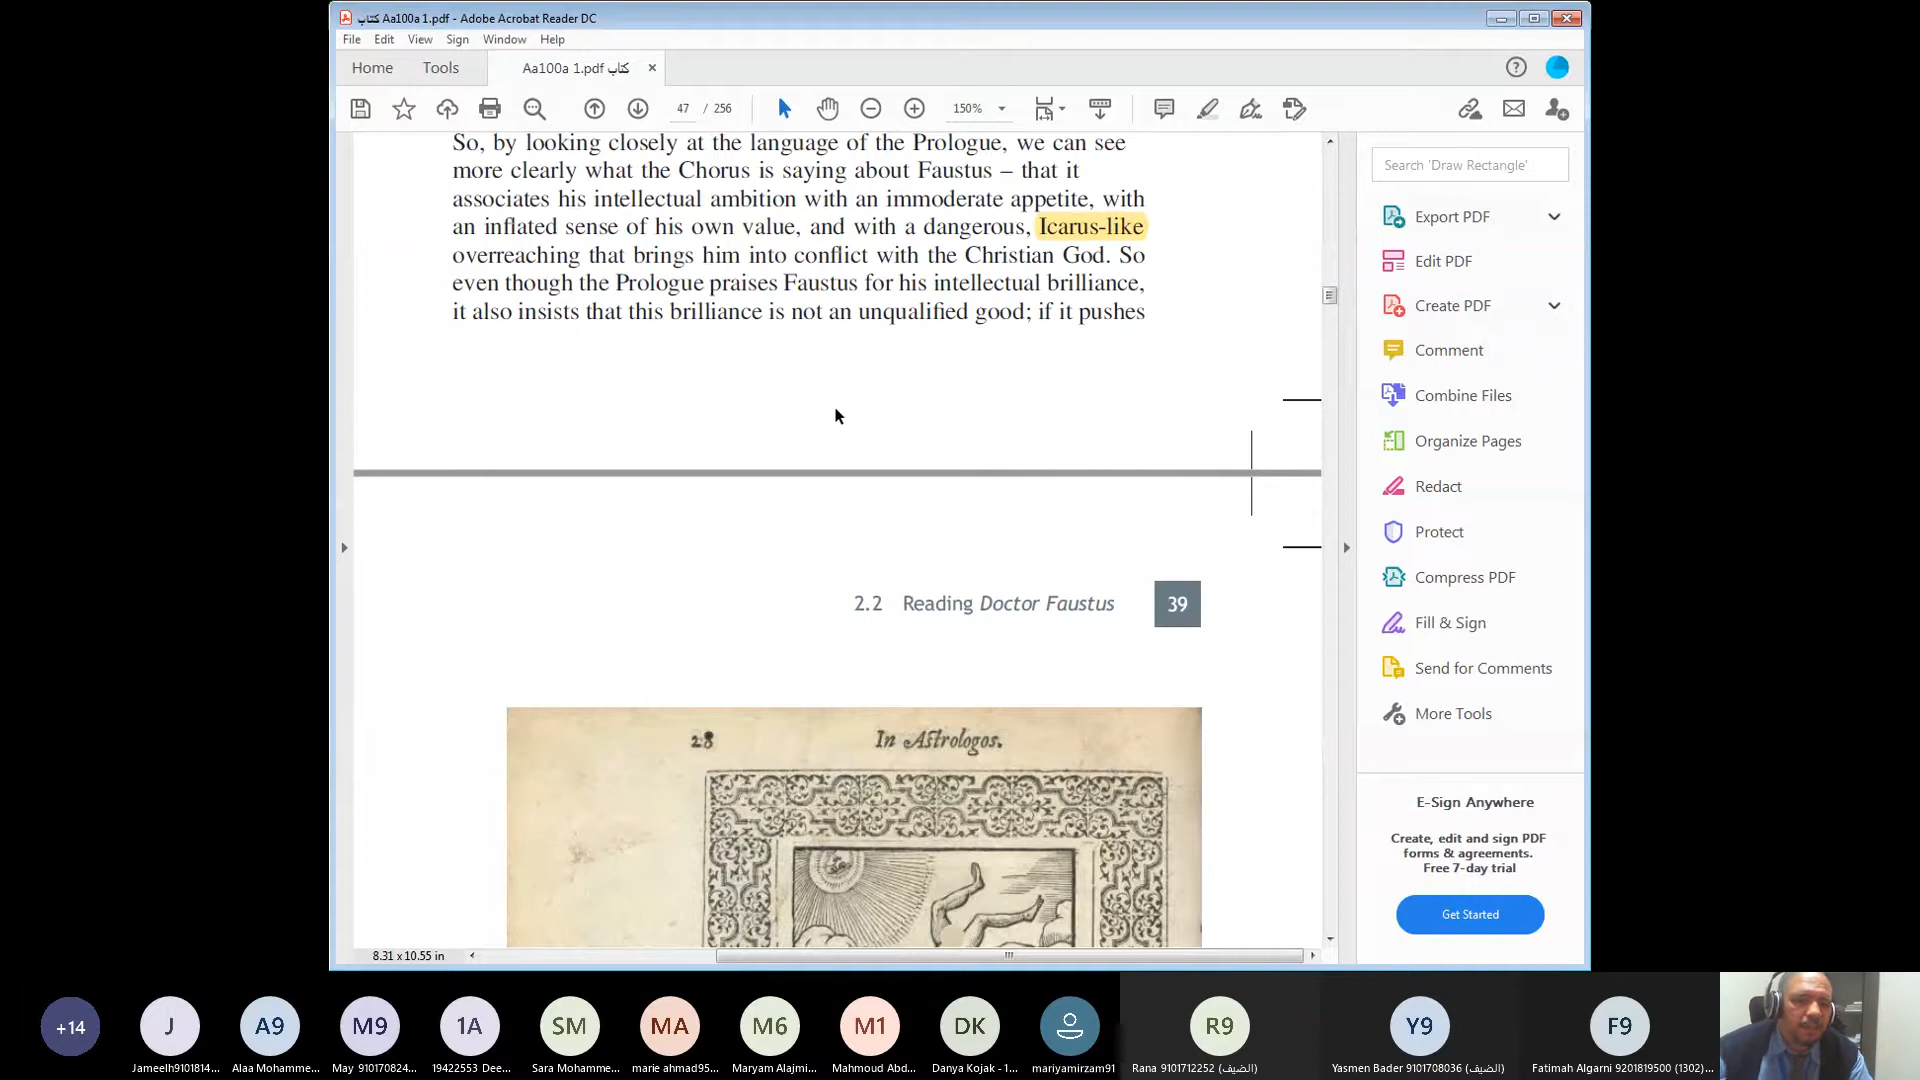 كتاب Aa100a 1.pdf - Adobe Acrobat Reader DC
File Edit View Sign Window Help
Home Tools Aa100a 1.pdf كتاب
47 / 256 150%
So, by looking closely at the language of the Prologue, we can see
more clearly what the Chorus is saying about Faustus – that it
associates his intellectual ambition with an immoderate appetite, with
an inflated sense of his own value, and with a dangerous, Icarus-like
overreaching that brings him into conflict with the Christian God. So
even though the Prologue praises Faustus for his intellectual brilliance,
it also insists that this brilliance is not an unqualified good; if it pushes
2.2 Reading Doctor Faustus 39
28 In Astrologos.
8.31 x 10.55 in
Search 'Draw Rectangle'
Export PDF
Edit PDF
Create PDF
Comment
Combine Files
Organize Pages
Redact
Protect
Compress PDF
Fill & Sign
Send for Comments
More Tools
E-Sign Anywhere
Create, edit and sign PDF
forms & agreements.
Free 7-day trial
Get Started
+14 J A9 M9 1A SM MA M6 M1 DK R9 Y9 F9
Jameelh9101814... Alaa Mohamme... May 910170824... 19422553 Dee... Sara Mohamme... marie ahmad95... Maryam Alajmi... Mahmoud Abd... Danya Kojak - 1... mariyamirzam91 Rana 9101712252 (الضيف) Yasmen Bader 9101708036 (الضيف) Fatimah Algarni 9201819500 (1302)...